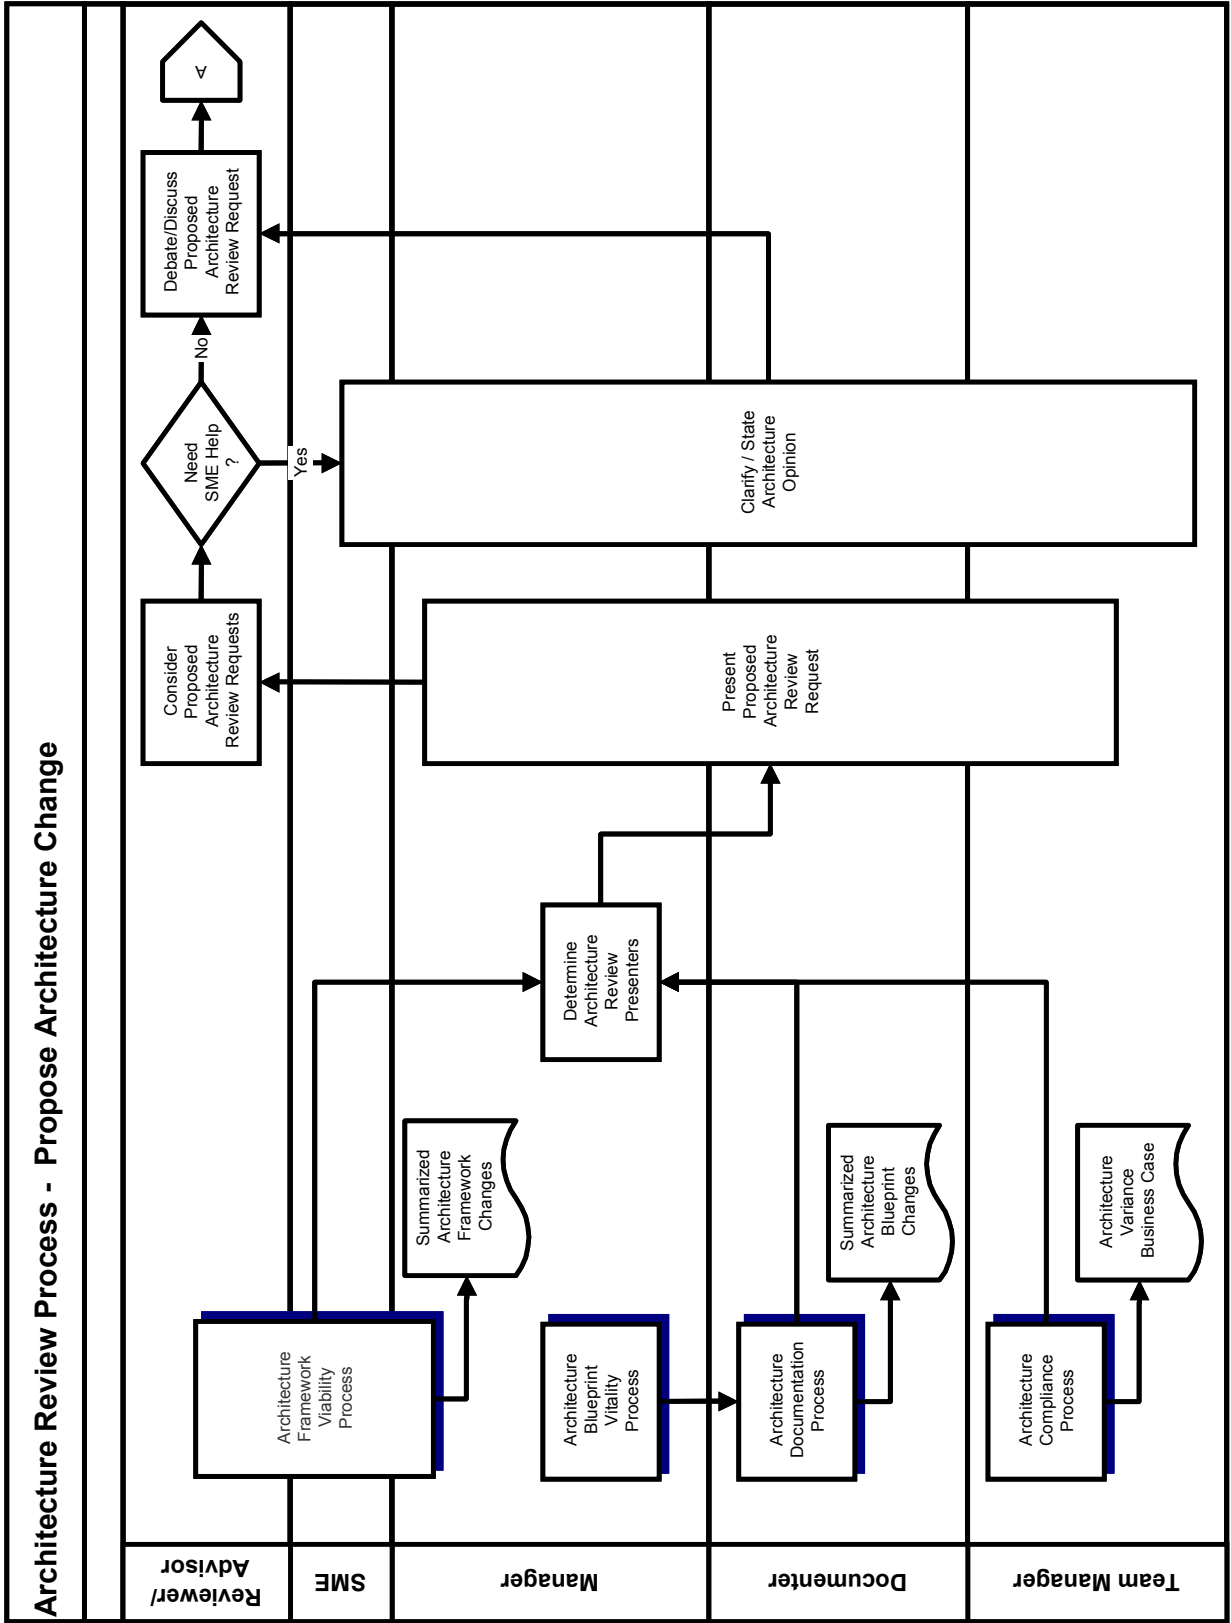 Architecture Review Process - Propose Architecture Change
Reviewer/
Advisor
SME
Manager
Documenter
Team Manager
Architecture
Framework
Viability
Process
Summarized
Architecture
Framework
Changes
Architecture
Blueprint
Vitality
Process
Architecture
Documentation
Process
Summarized
Architecture
Blueprint
Changes
Architecture
Compliance
Process
Architecture
Variance
Business Case
Determine
Architecture
Review
Presenters
Present
Proposed
Architecture
Review
Request
Consider
Proposed
Architecture
Review Requests
Need
SME Help
?
Yes
No
Clarify / State
Architecture
Opinion
Debate/Discuss
Proposed
Architecture
Review Request
A